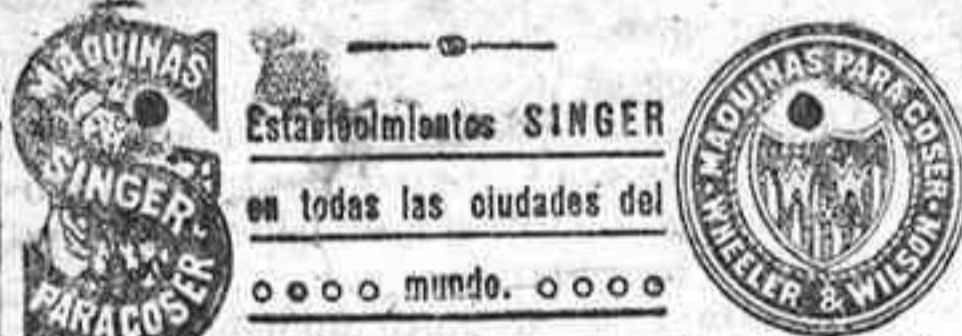 MAQUINAS
SINGER
PARA COSER
Establecimientos SINGER
en todas las ciudades del
mundo.
MAQUINAS PARA COSER
WHEELER & WILSON
W W